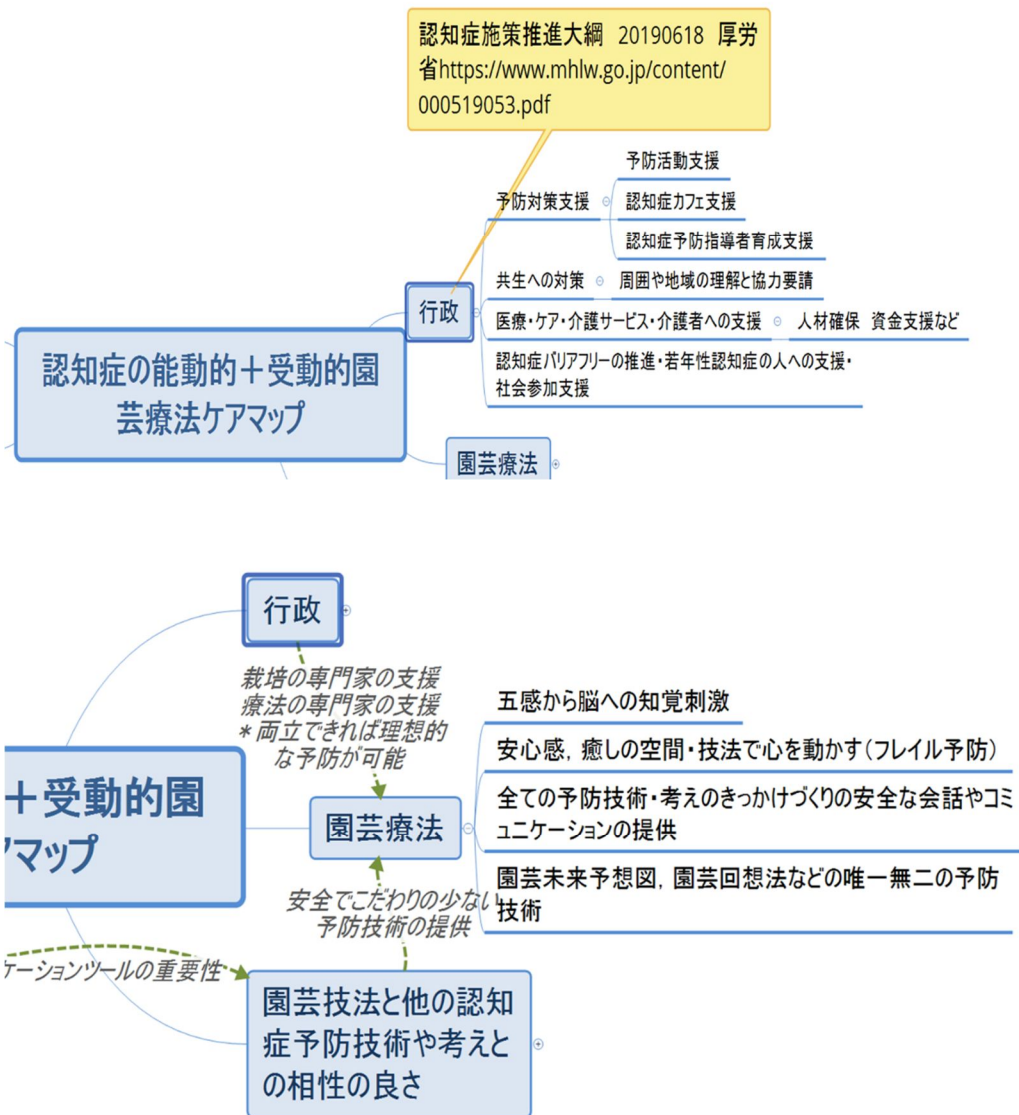 認知症施策推進大綱 20190618 厚労
省https://www.mhlw.go.jp/content/
000519053.pdf
予防活動支援
予防対策支援
認知症カフェ支援
認知症予防指導者育成支援
共生への対策
周囲や地域の理解と協力要請
行政
医療・ケア・介護サービス・介護者への支援
人材確保 資金支援など
認知症バリアフリーの推進・若年性認知症の人への支援・
社会参加支援
認知症の能動的＋受動的園
芸療法ケアマップ
園芸療法
行政
栽培の専門家の支援
療法の専門家の支援
＊両立できれば理想的
な予防が可能
五感から脳への知覚刺激
安心感, 癒しの空間・技法で心を動かす(フレイル予防)
＋受動的園
アマップ
園芸療法
全ての予防技術・考えのきっかけづくりの安全な会話やコミ
ュニケーションの提供
園芸未来予想図, 園芸回想法などの唯一無二の予防
技術
安全でこだわりの少ない
予防技術の提供
ケーションツールの重要性
園芸技法と他の認知
症予防技術や考えと
の相性の良さ